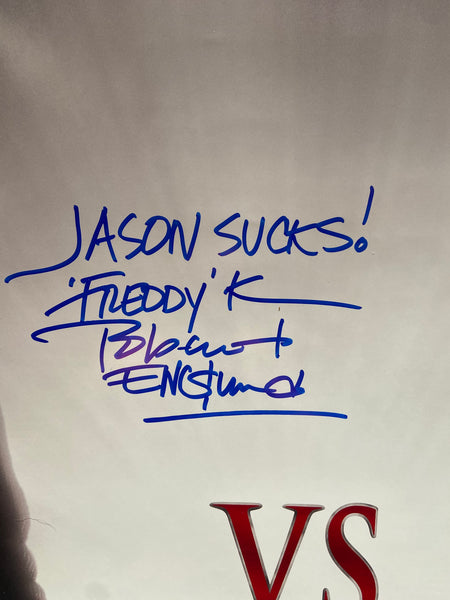 JASON SUCKS!
'FREDDY' K
Robert
ENGlund
VS